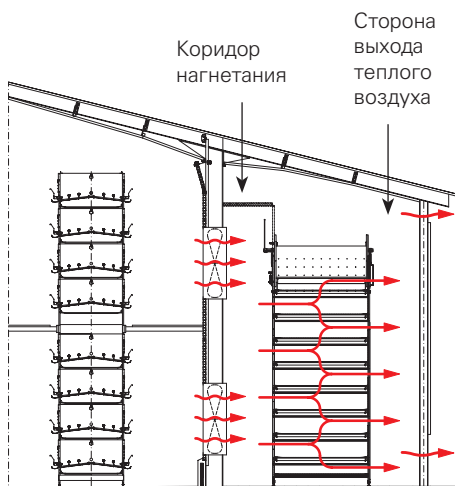 Коридор
нагнетания
Сторона
выхода
теплого
воздуха